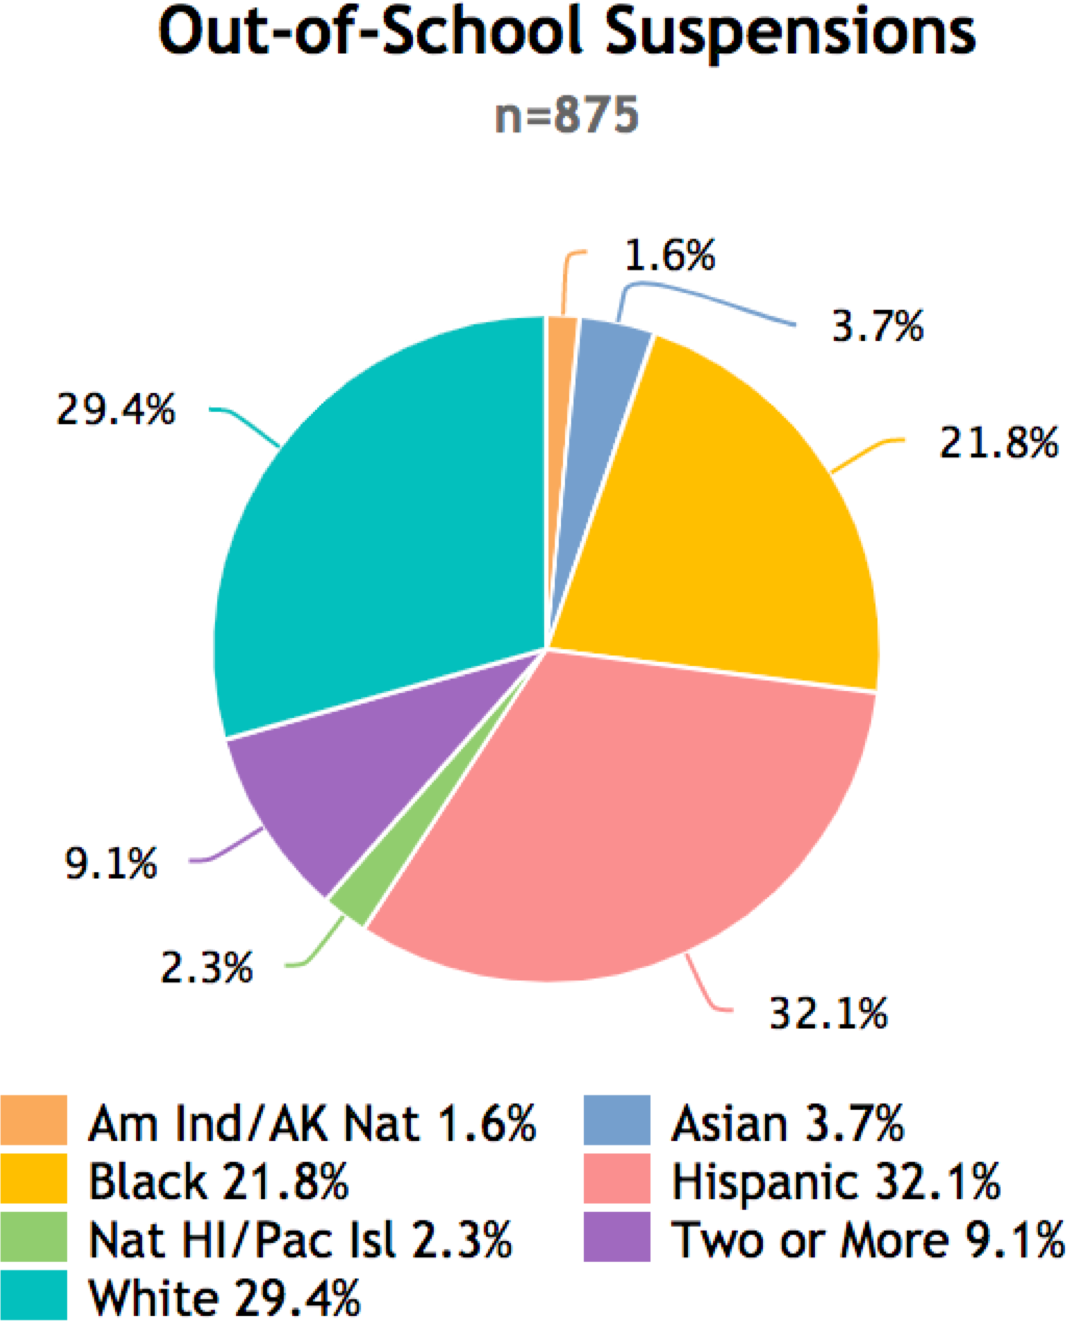 Out-of-School Suspensions
n=875
1.6%
3.7%
29.4%
21.8%
9.1%
2.3%
32.1%
Am Ind/AK Nat 1.6%
Asian 3.7%
Black 21.8%
Hispanic 32.1%
Nat HI/Pac Isl 2.3%
Two or More 9.1%
White 29.4%